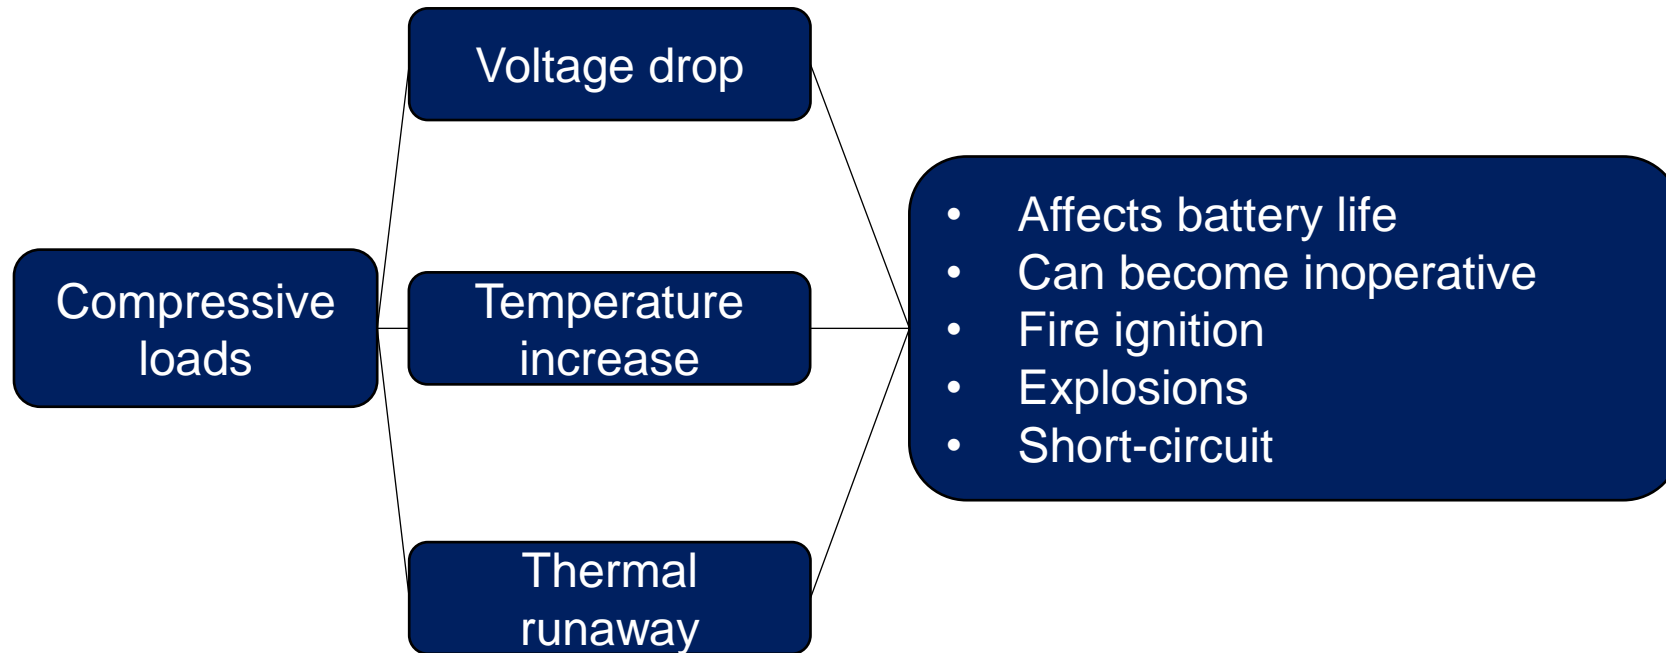 Voltage drop
Compressive
loads
Temperature
increase
Thermal
runaway
• Affects battery life
• Can become inoperative
• Fire ignition
• Explosions
• Short-circuit